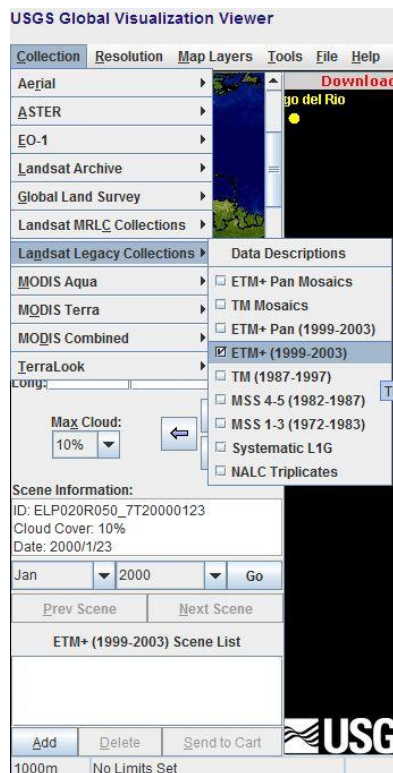 USGS Global Visualization Viewer
Collection Resolution Map Layers Tools File Help
Download
go del Rio
Aerial
ASTER
EO-1
Landsat Archive
Global Land Survey
Landsat MRLC Collections
Landsat Legacy Collections
MODIS Aqua
MODIS Terra
MODIS Combined
TerraLook
Data Descriptions
ETM+ Pan Mosaics
TM Mosaics
ETM+ Pan (1999-2003)
ETM+ (1999-2003)
TM (1987-1997)
MSS 4-5 (1982-1987)
MSS 1-3 (1972-1983)
Systematic L1G
NALC Triplicates
T
Long:
Max Cloud:
10%
Scene Information:
ID: ELP020R050_7T20000123
Cloud Cover: 10%
Date: 2000/1/23
Jan 2000 Go
Prev Scene Next Scene
ETM+ (1999-2003) Scene List
Add Delete Send to Cart
USG
1000m No Limits Set